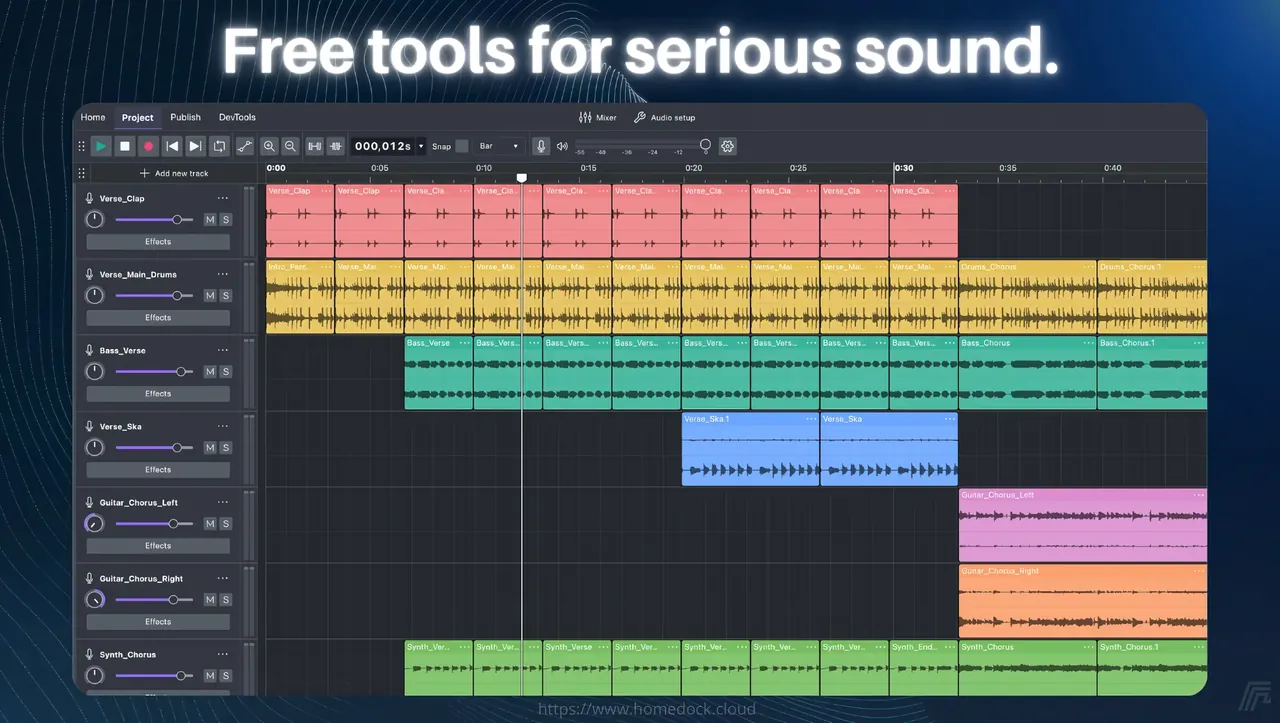 Free tools for serious sound.
Home Project Publish DevTools Mixer Audio setup
000,012s Snap Bar -56 -48 -36 -24 -12
Add new track 0:00 0:05 0:10 0:15 0:20 0:25 0:30 0:35 0:40
Verse_Clap ... Verse_Clap ... Verse_Clap ... Verse_Cla... ... Verse_Cla... ... Verse_Cla... ... Verse_Cla... ... Verse_Cla... ... Verse_Cla... ... Verse_Cla... ... Verse_Cla... ...
M S
Effects
Verse_Main_Drums ... Intro_Perc... ... Verse_Mai... ... Verse_Mai... ... Verse_Mai... ... Verse_Mai... ... Verse_Mai... ... Verse_Mai... ... Verse_Mai... ... Verse_Mai... ... Verse_Mai... ... Drums_Chorus ... Drums_Chorus.1 ...
M S
Effects
Bass_Verse ... Bass_Verse ... Bass_Vers... ... Bass_Vers... ... Bass_Vers... ... Bass_Vers... ... Bass_Vers... ... Bass_Vers... ... Bass_Vers... ... Bass_Chorus ... Bass_Chorus.1 ...
M S
Effects
Verse_Ska ... Verse_Ska.1 ... Verse_Ska ...
M S
Effects
Guitar_Chorus_Left ... Guitar_Chorus_Left ...
M S
Effects
Guitar_Chorus_Right ... Guitar_Chorus_Right ...
M S
Effects
Synth_Chorus ... Synth_Ver... ... Synth_Ver... ... Synth_Verse ... Synth_Ver... ... Synth_Ver... ... Synth_Ver... ... Synth_Ver... ... Synth_End... ... Synth_Chorus ... Synth_Chorus.1 ...
M S
https://www.homedock.cloud